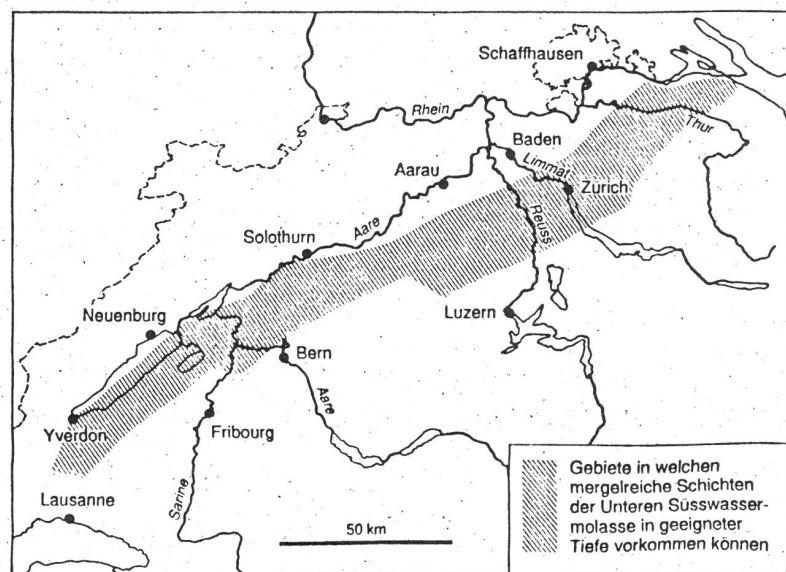 Schaffhausen
Rhein
Thur
Baden
Limmat
Aarau
Zürich
Aare
Reuss
Solothurn
Neuenburg
Luzern
Bern
Aare
Yverdon
Fribourg
Sarine
Lausanne
50 km
Gebiete in welchen
mergelreiche Schichten
der Unteren Süsswasser-
molasse in geeigneter
Tiefe vorkommen können